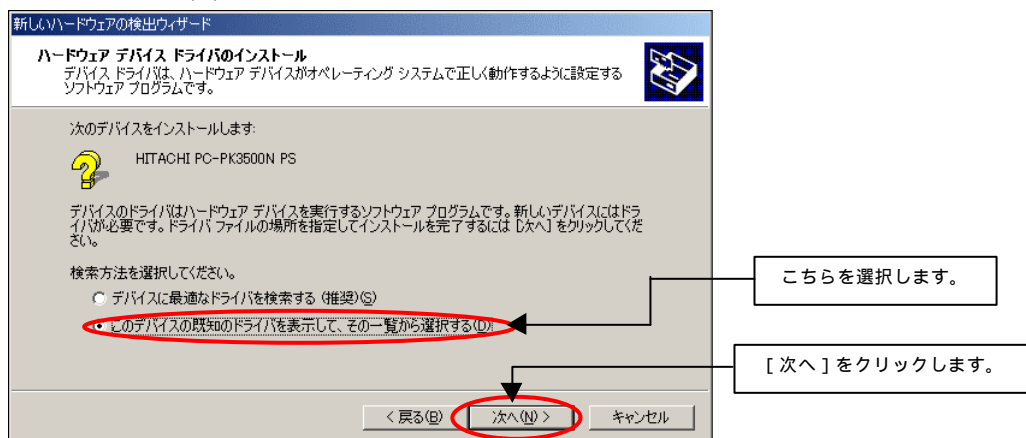 新しいハードウェアの検出ウィザード
ハードウェア デバイス ドライバのインストール
デバイス ドライバは、ハードウェア デバイスがオペレーティング システムで正しく動作するように設定する
ソフトウェア プログラムです。
次のデバイスをインストールします:
HITACHI PC-PK3500N PS
デバイスのドライバはハードウェア デバイスを実行するソフトウェア プログラムです。新しいデバイスにはドラ
イバが必要です。ドライバ ファイルの場所を指定してインストールを完了するには [次へ] をクリックしてくだ
さい。
検索方法を選択してください。
デバイスに最適なドライバを検索する (推奨)(S)
このデバイスの既知のドライバを表示して、その一覧から選択する(D)
こちらを選択します。
[ 次へ ] をクリックします。
< 戻る(B)
次へ(N) >
キャンセル